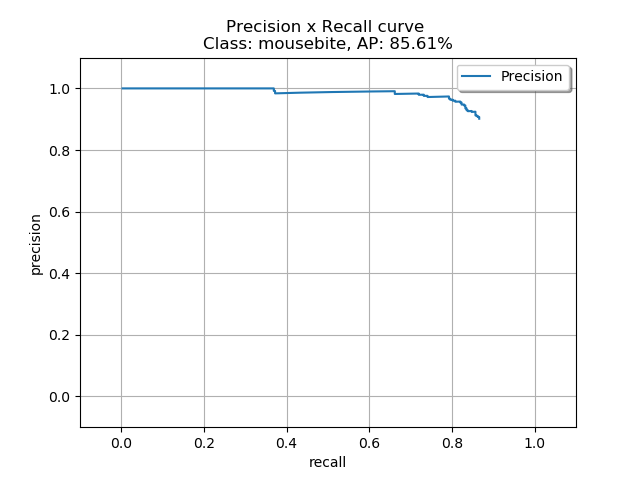 Precision x Recall curve
Class: mousebite, AP: 85.61%
Precision
1.0
0.8
0.6
0.4
0.2
0.0
precision
0.0 0.2 0.4 0.6 0.8 1.0
recall